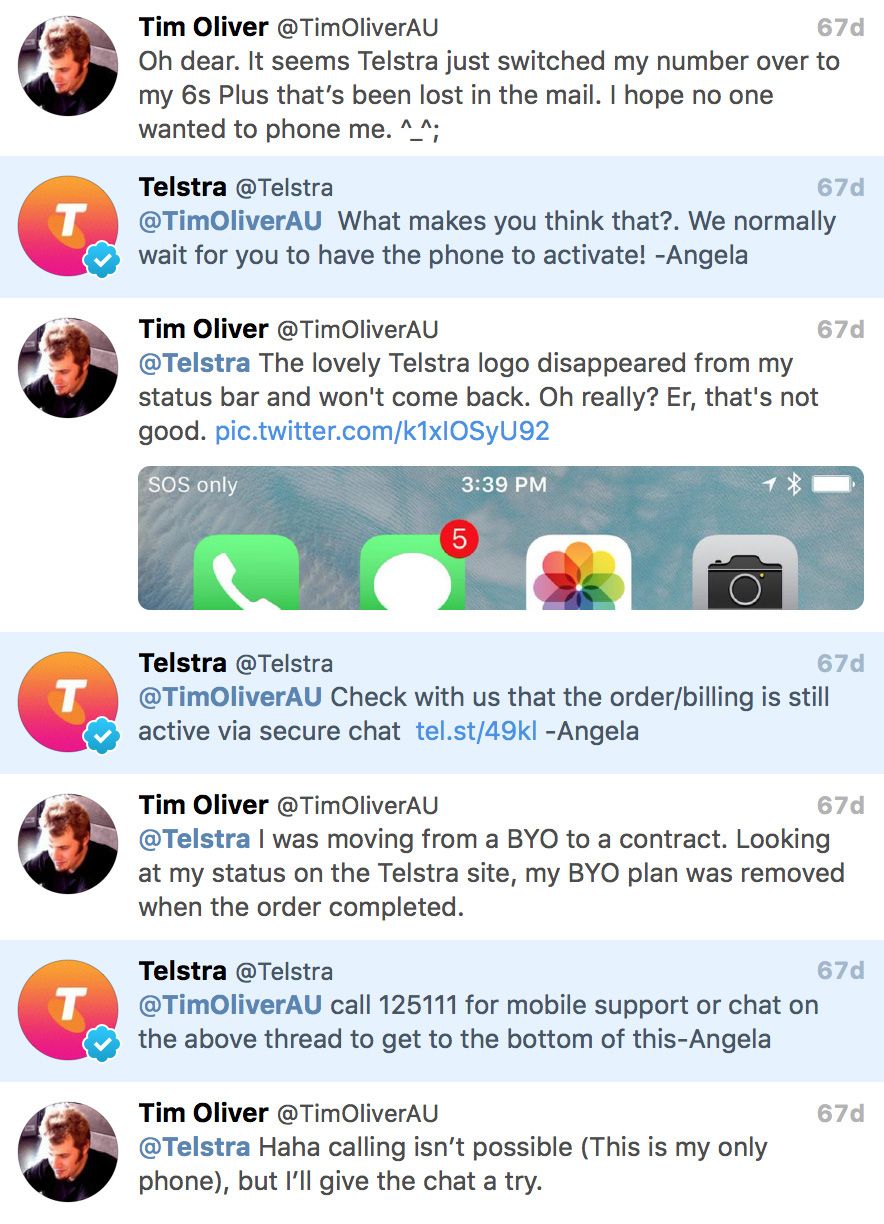 Tim Oliver @TimOliverAU 67d
Oh dear. It seems Telstra just switched my number over to
my 6s Plus that’s been lost in the mail. I hope no one
wanted to phone me. ^_^;
Telstra @Telstra 67d
@TimOliverAU What makes you think that?. We normally
wait for you to have the phone to activate! -Angela
Tim Oliver @TimOliverAU 67d
@Telstra The lovely Telstra logo disappeared from my
status bar and won't come back. Oh really? Er, that's not
good. pic.twitter.com/k1xIOSyU92
SOS only 3:39 PM
5
Telstra @Telstra 67d
@TimOliverAU Check with us that the order/billing is still
active via secure chat tel.st/49kl -Angela
Tim Oliver @TimOliverAU 67d
@Telstra I was moving from a BYO to a contract. Looking
at my status on the Telstra site, my BYO plan was removed
when the order completed.
Telstra @Telstra 67d
@TimOliverAU call 125111 for mobile support or chat on
the above thread to get to the bottom of this-Angela
Tim Oliver @TimOliverAU 67d
@Telstra Haha calling isn’t possible (This is my only
phone), but I’ll give the chat a try.